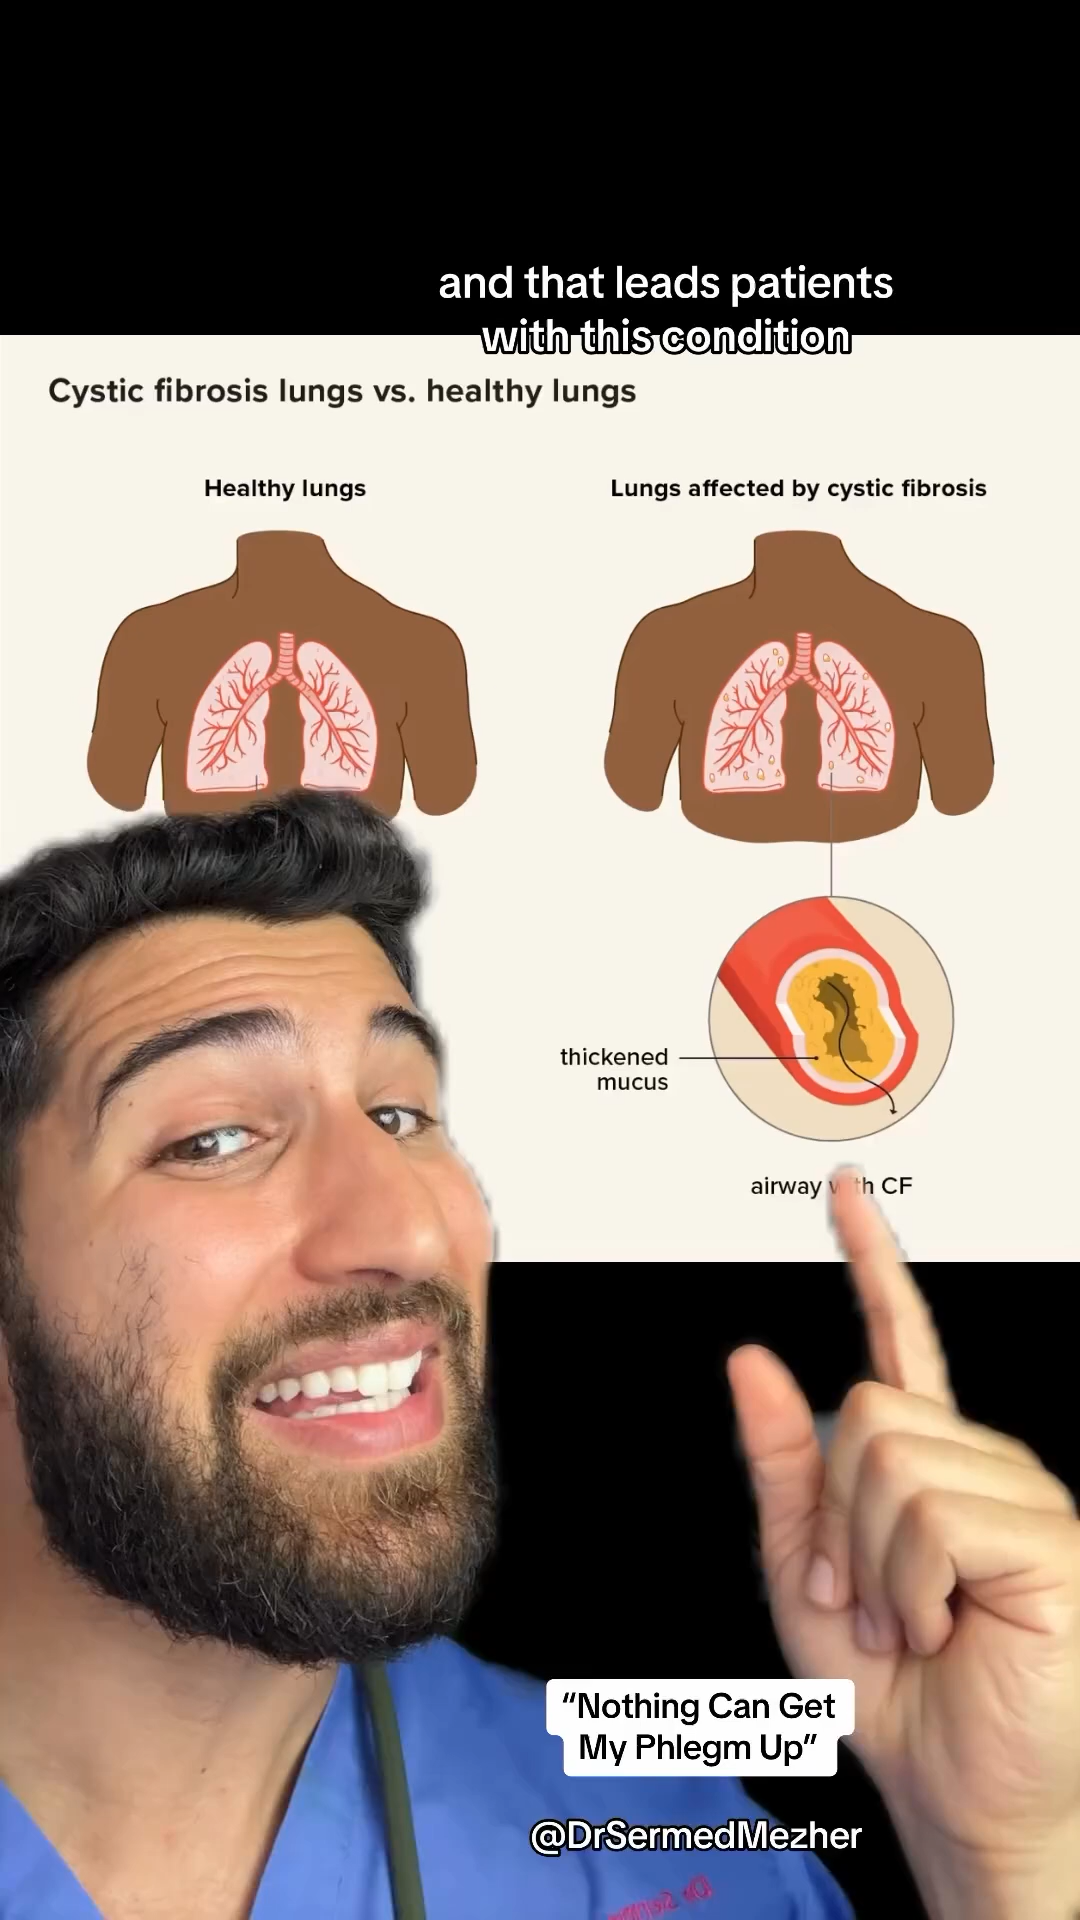 and that leads patients
with this condition
Cystic fibrosis lungs vs. healthy lungs
Healthy lungs
Lungs affected by cystic fibrosis
thickened
mucus
airway with CF
“Nothing Can Get
My Phlegm Up”
@DrSermedMezher